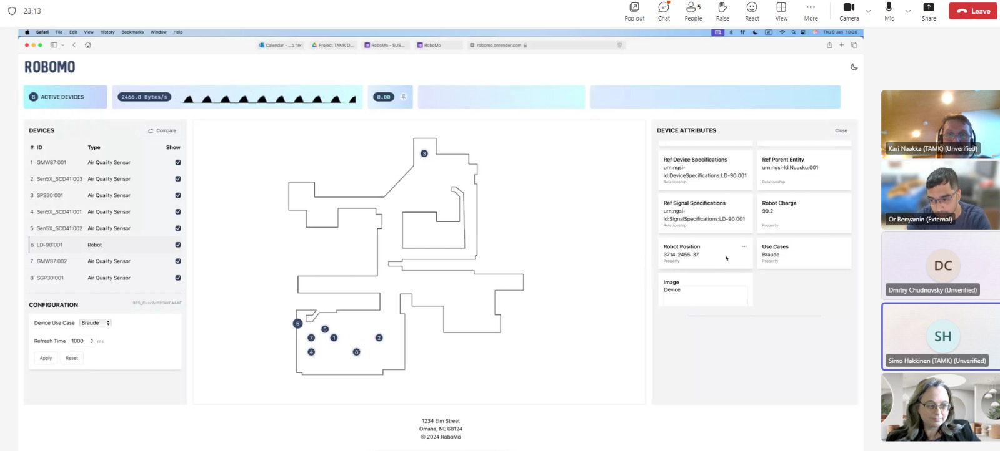 23:13
Pop out
Chat
5
People
Raise
React
View
More
Camera
Mic
Share
Leave
Safari File Edit View History Bookmarks Window Help
Thu 9 Jan 10:20
Project TAMK O...
RoboMo - SUS...
RoboMo
robomo.onrender.com
ROBOMO
8 ACTIVE DEVICES
2466.8 Bytes/s
0.00
DEVICES
Compare
# ID Type Show
1 GMW87:001 Air Quality Sensor
2 Sen5X_SCD41:003 Air Quality Sensor
3 SPS30:001 Air Quality Sensor
4 Sen5X_SCD41:001 Air Quality Sensor
5 Sen5X_SCD41:002 Air Quality Sensor
6 LD-90:001 Robot
7 GMW87:002 Air Quality Sensor
8 SGP30:001 Air Quality Sensor
CONFIGURATION
Device Use Case Braude
Refresh Time 1000 ms
Apply Reset
3
6
5
7
1
2
4
8
DEVICE ATTRIBUTES
Close
Ref Device Specifications
urn:ngsi-
ld:DeviceSpecifications:LD-90:001
Relationship
Ref Parent Entity
urn:ngsi-ld:Nuusku:001
Relationship
Ref Signal Specifications
urn:ngsi-
ld:SignalSpecifications:LD-90:001
Relationship
Robot Charge
99.2
Property
Robot Position
...
3714-2455-37
Property
Use Cases
Braude
Property
Image
Device
1234 Elm Street
Omaha, NE 68124
© 2024 RoboMo
Kari Naakka (TAMK) (Unverified)
Or Benyamin (External)
DC
Dmitry Chudnovsky (Unverified)
SH
Simo Häkkinen (TAMK) (Unverified)